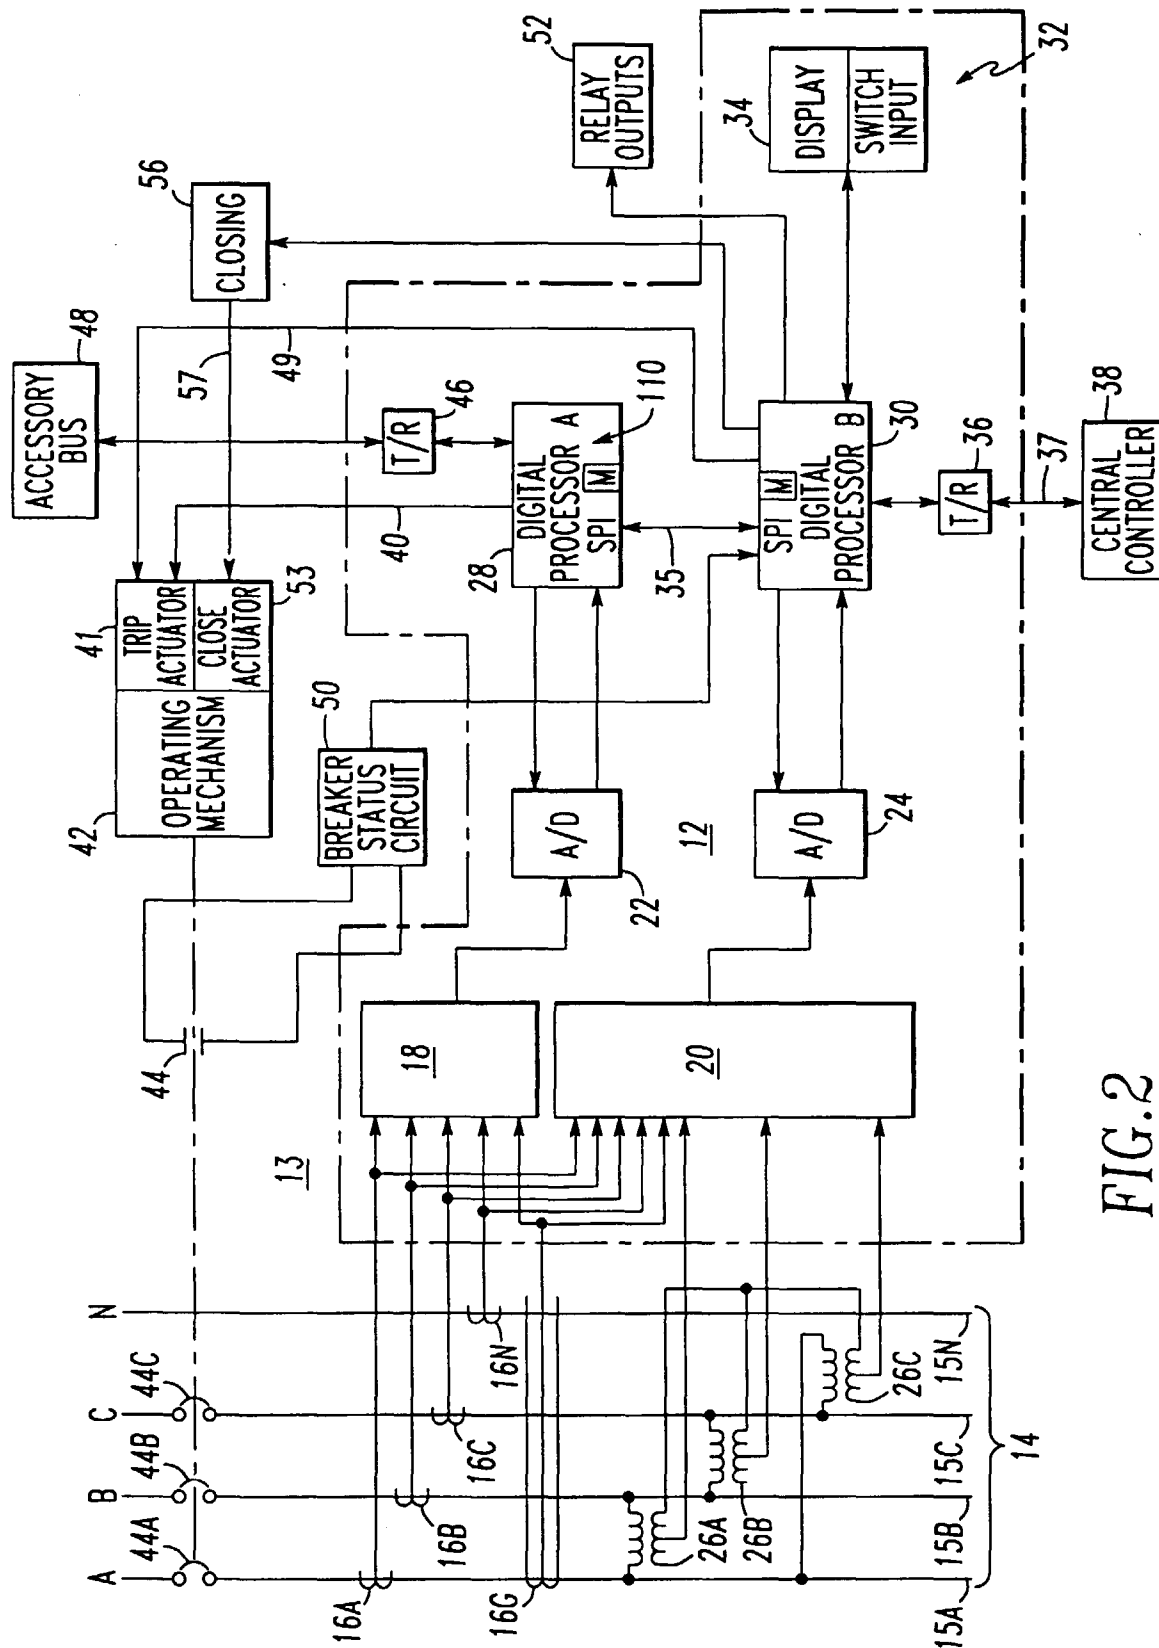 52
RELAY
OUTPUTS
34
DISPLAY
SWITCH
INPUT
32
56
CLOSING
48
ACCESSORY
BUS
57
49
46
T/R
40
28
DIGITAL
PROCESSOR A
SPI
M
110
35
SPI
M
DIGITAL
PROCESSOR B
30
36
T/R
37
38
CENTRAL
CONTROLLER
41
TRIP
ACTUATOR
CLOSE
ACTUATOR
53
42
OPERATING
MECHANISM
50
BREAKER
STATUS
CIRCUIT
A/D
22
12
A/D
24
44
13
18
20
A
B
C
N
44A
44B
44C
16A
16B
16C
16N
16G
26A
26B
26C
15A
15B
15C
15N
14
FIG.2